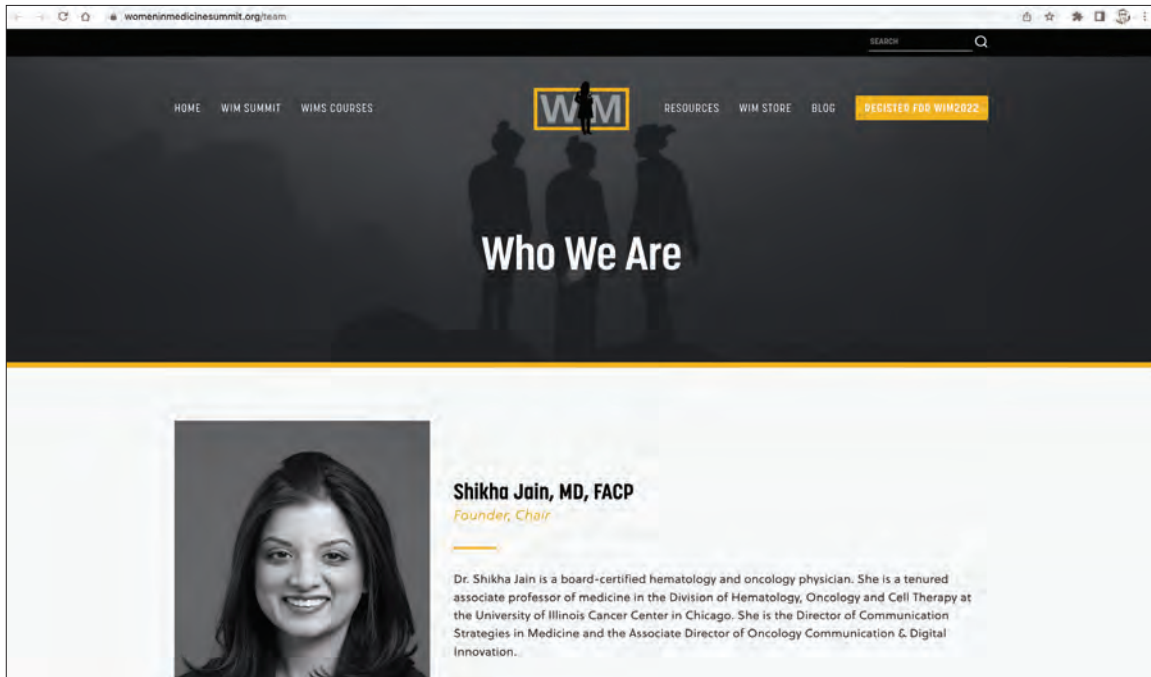 womeninmedicinesummit.org/team
SEARCH
HOME WIM SUMMIT WIMS COURSES WIM RESOURCES WIM STORE BLOG REGISTER FOR WIM2022
Who We Are
Shikha Jain, MD, FACP
Founder, Chair
Dr. Shikha Jain is a board-certified hematology and oncology physician. She is a tenured
associate professor of medicine in the Division of Hematology, Oncology and Cell Therapy at
the University of Illinois Cancer Center in Chicago. She is the Director of Communication
Strategies in Medicine and the Associate Director of Oncology Communication & Digital
Innovation.